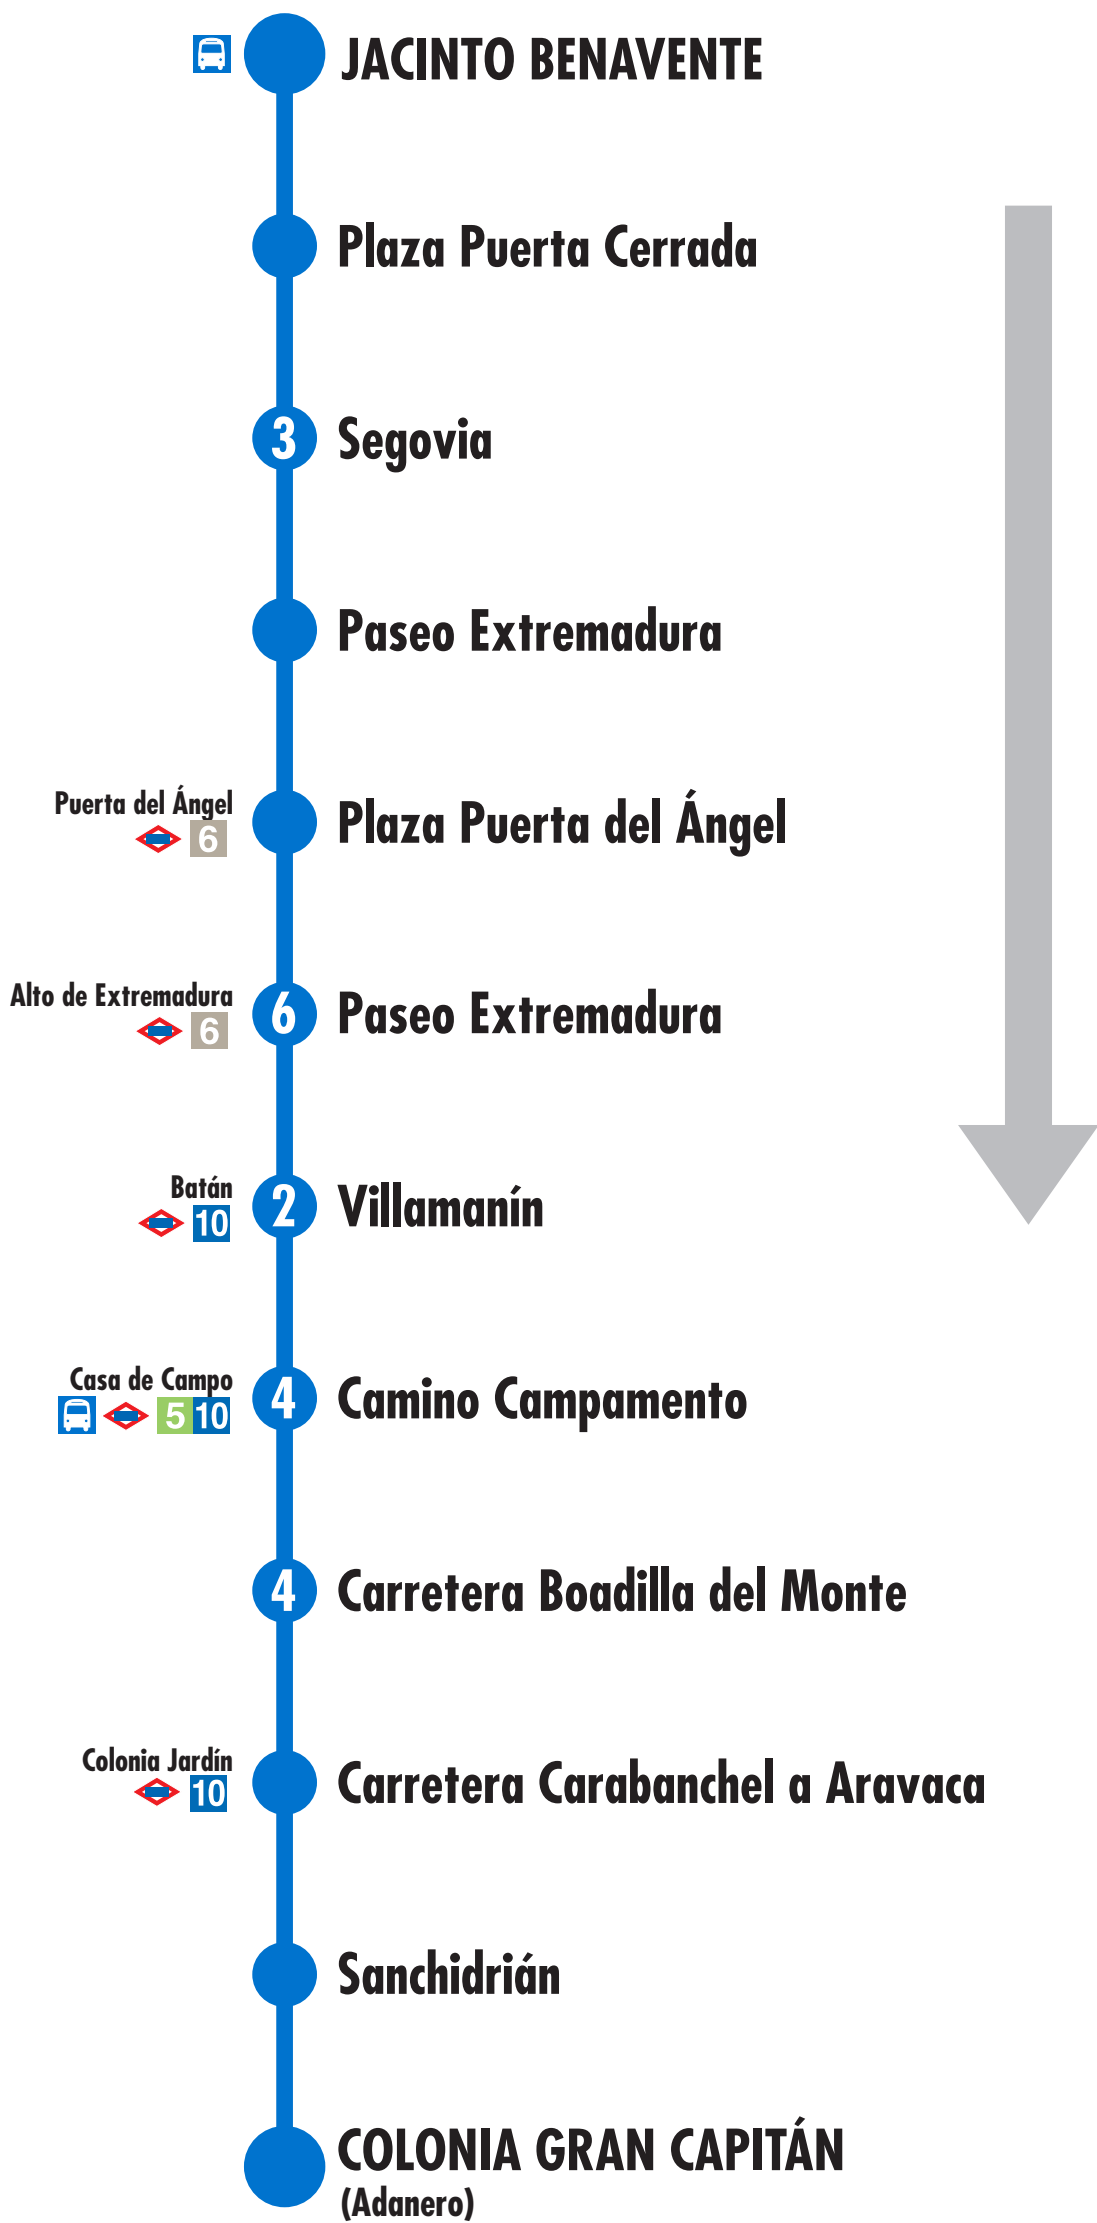 JACINTO BENAVENTE
Plaza Puerta Cerrada
3 Segovia
Paseo Extremadura
Puerta del Ángel
6
Plaza Puerta del Ángel
Alto de Extremadura
6
6 Paseo Extremadura
Batán
10
2 Villamanín
Casa de Campo
5 10
4 Camino Campamento
4 Carretera Boadilla del Monte
Colonia Jardín
10
Carretera Carabanchel a Aravaca
Sanchidrián
COLONIA GRAN CAPITÁN
(Adanero)